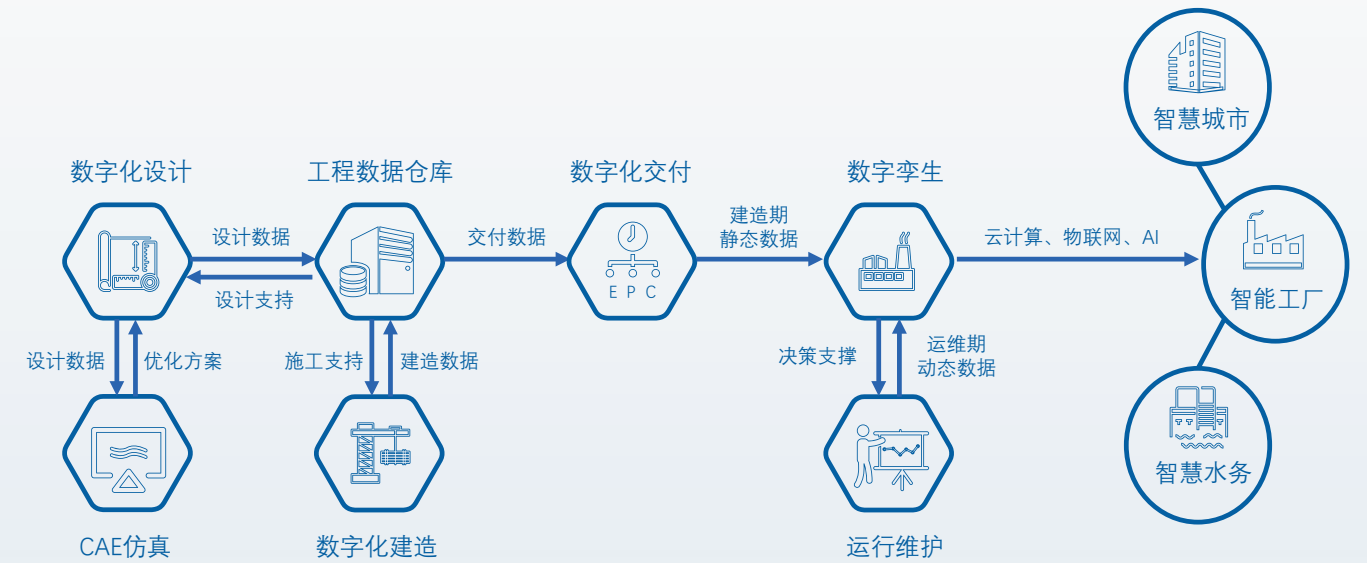 智慧城市
数字化设计
工程数据仓库
数字化交付
数字孪生
设计数据
设计支持
交付数据
E P C
建造期
静态数据
云计算、物联网、AI
智能工厂
设计数据
优化方案
施工支持
建造数据
决策支撑
运维期
动态数据
智慧水务
CAE仿真
数字化建造
运行维护